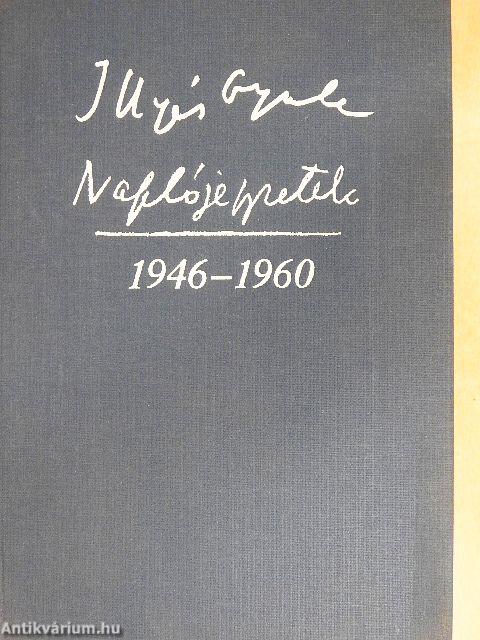 Illyés Gyula
Naplójegyzetek
1946–1960
Antikvárium.hu